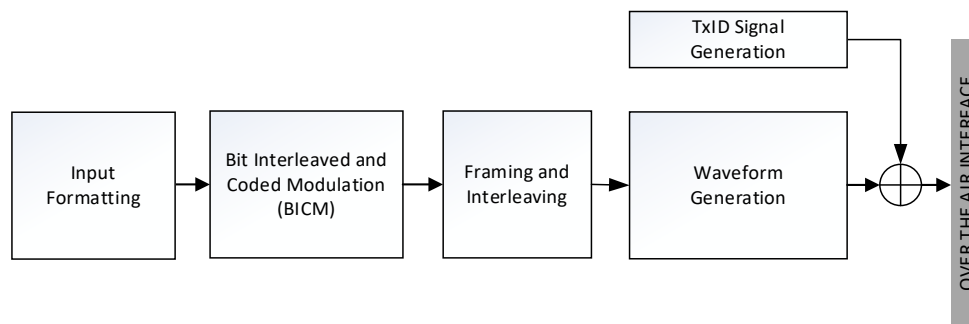 TxID Signal
Generation
Input
Formatting
Bit Interleaved and
Coded Modulation
(BICM)
Framing and
Interleaving
Waveform
Generation
OVER THE AIR INTERFACE